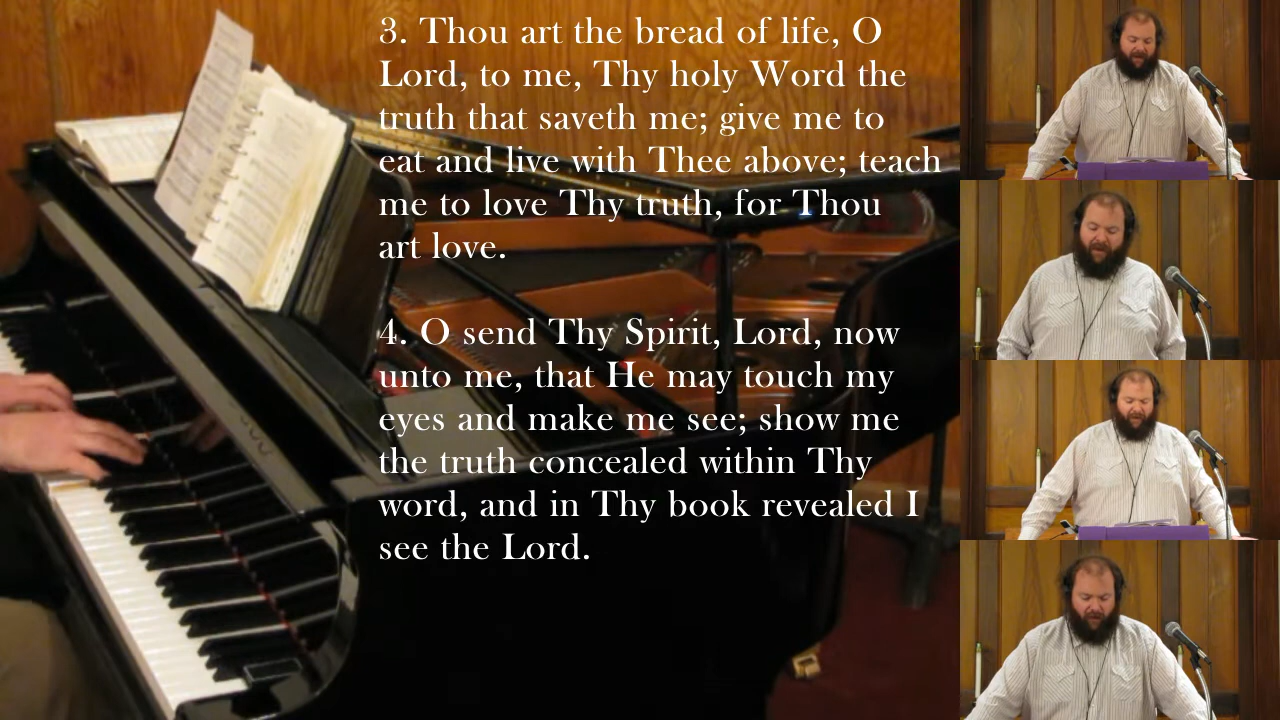 3. Thou art the bread of life, O
Lord, to me, Thy holy Word the
truth that saveth me; give me to
eat and live with Thee above; teach
me to love Thy truth, for Thou
art love.
4. O send Thy Spirit, Lord, now
unto me, that He may touch my
eyes and make me see; show me
the truth concealed within Thy
word, and in Thy book revealed I
see the Lord.